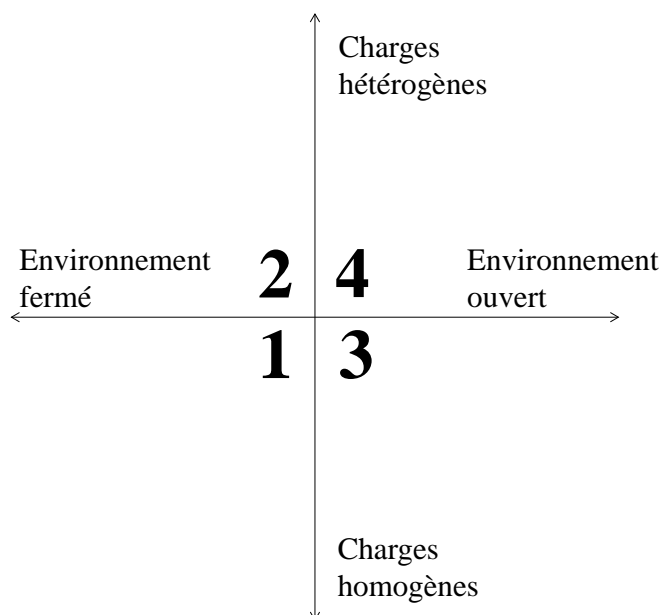 Charges
hétérogènes
Environnement
fermé
2 4
Environnement
ouvert
1 3
Charges
homogènes